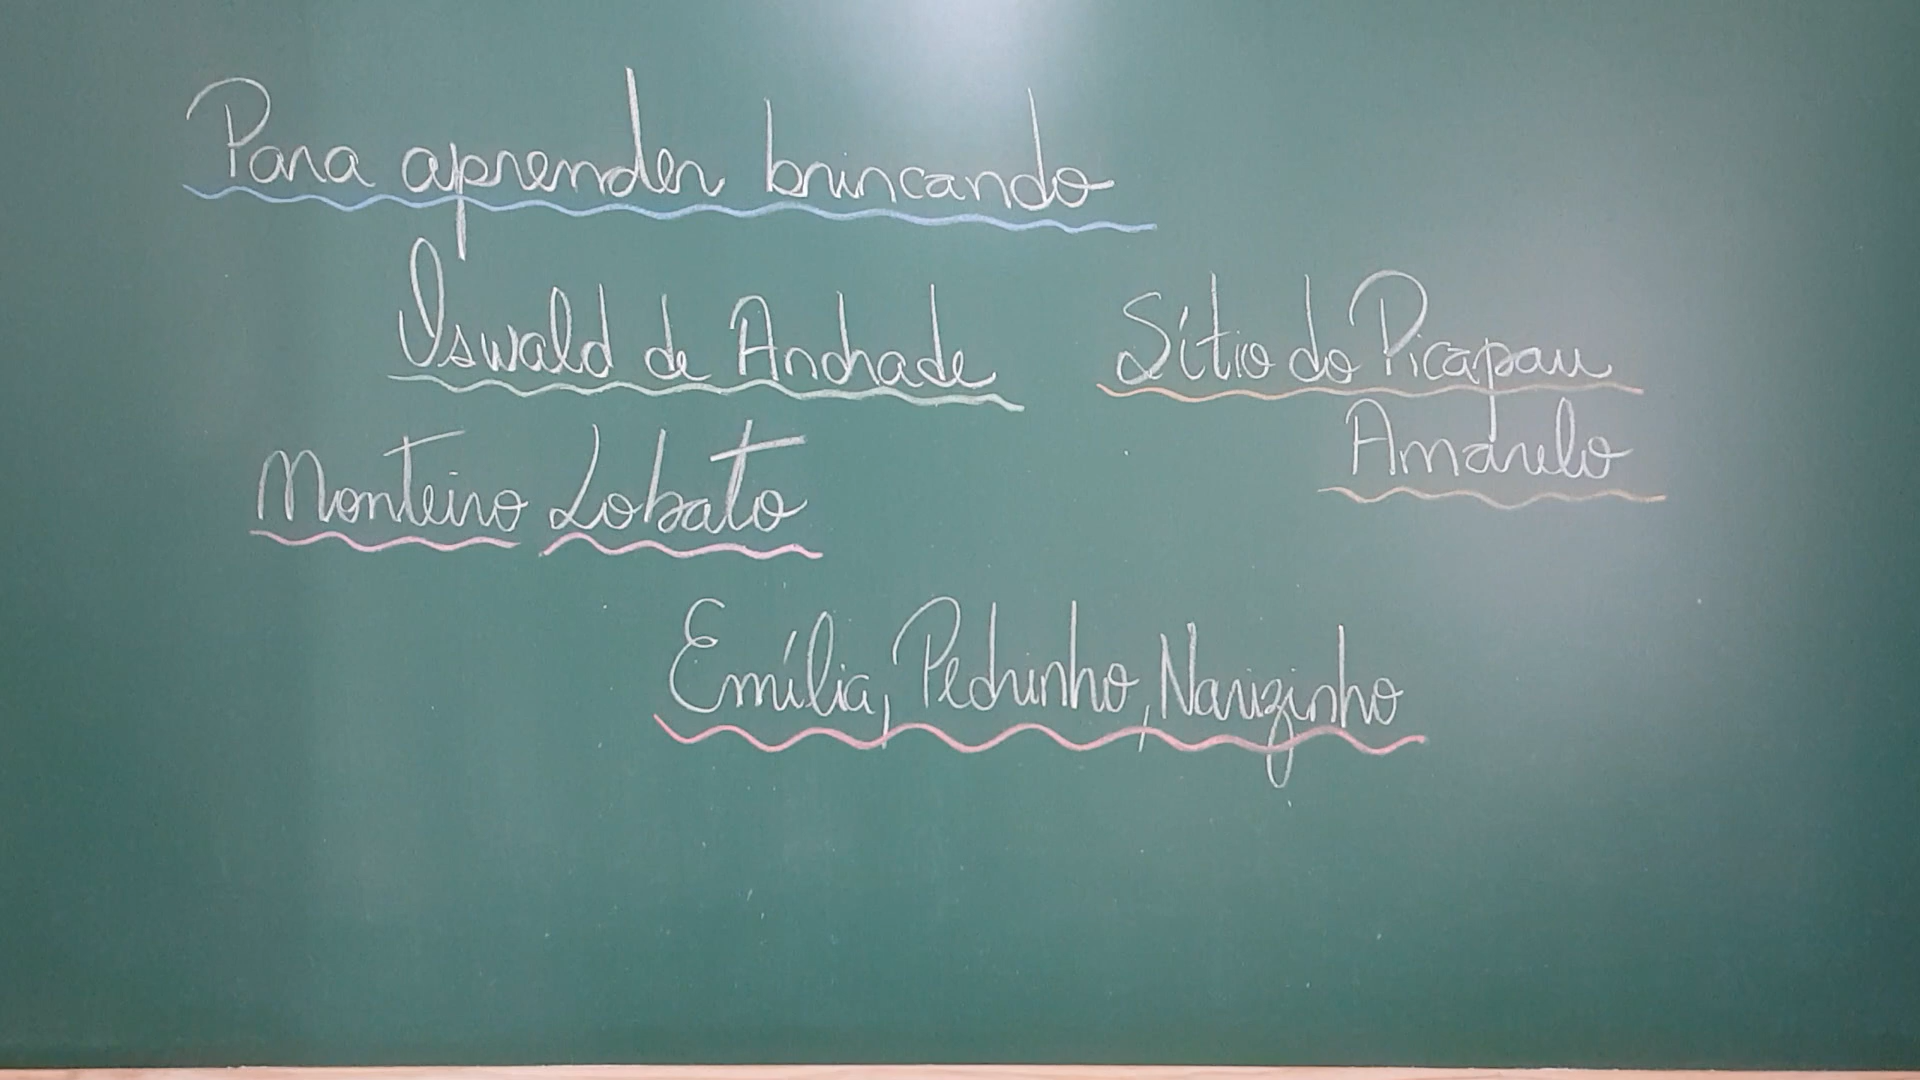 Para aprender brincando
Oswald de Andrade
Sítio do Picapau
Amarelo
Monteiro Lobato
Emília, Pedrinho, Narizinho